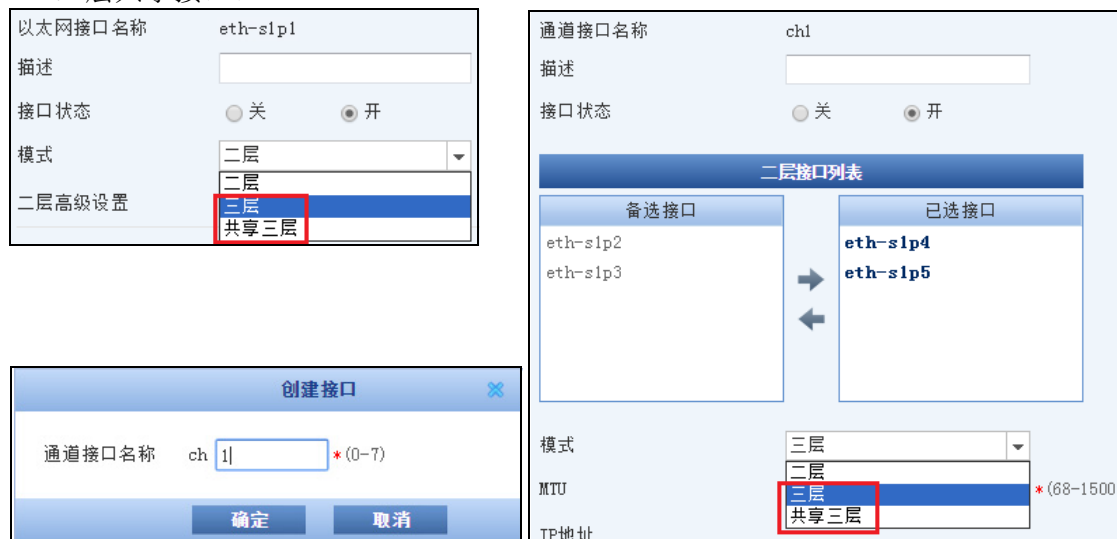 以太网接口名称 eth-s1p1
描述
接口状态 关 开
模式 二层
二层
三层
共享三层
二层高级设置
创建接口
通道接口名称 ch 1 *(0-7)
确定 取消
通道接口名称 ch1
描述
接口状态 关 开
二层接口列表
备选接口 已选接口
eth-s1p2 eth-s1p4
eth-s1p3 eth-s1p5
模式 三层
二层
MTU 三层 *(68-1500
共享三层
IP地址